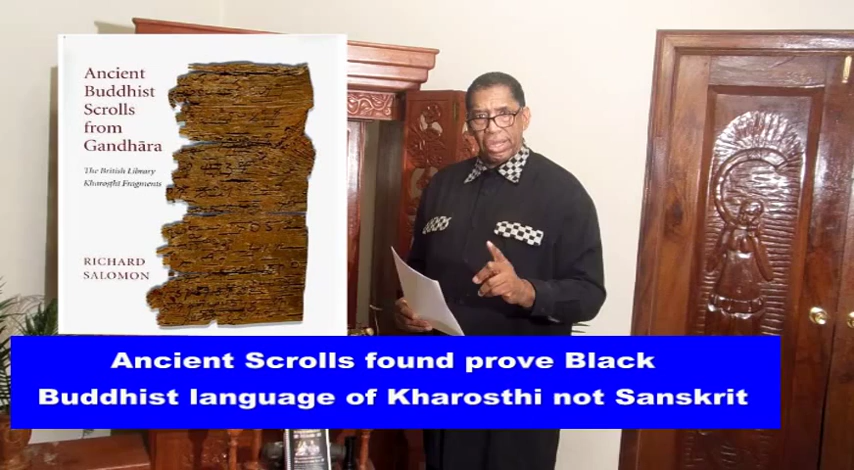 Ancient
Buddhist
Scrolls
from
Gandhāra
The British Library
Kharosṭhī Fragments
RICHARD
SALOMON
Ancient Scrolls found prove Black
Buddhist language of Kharosthi not Sanskrit